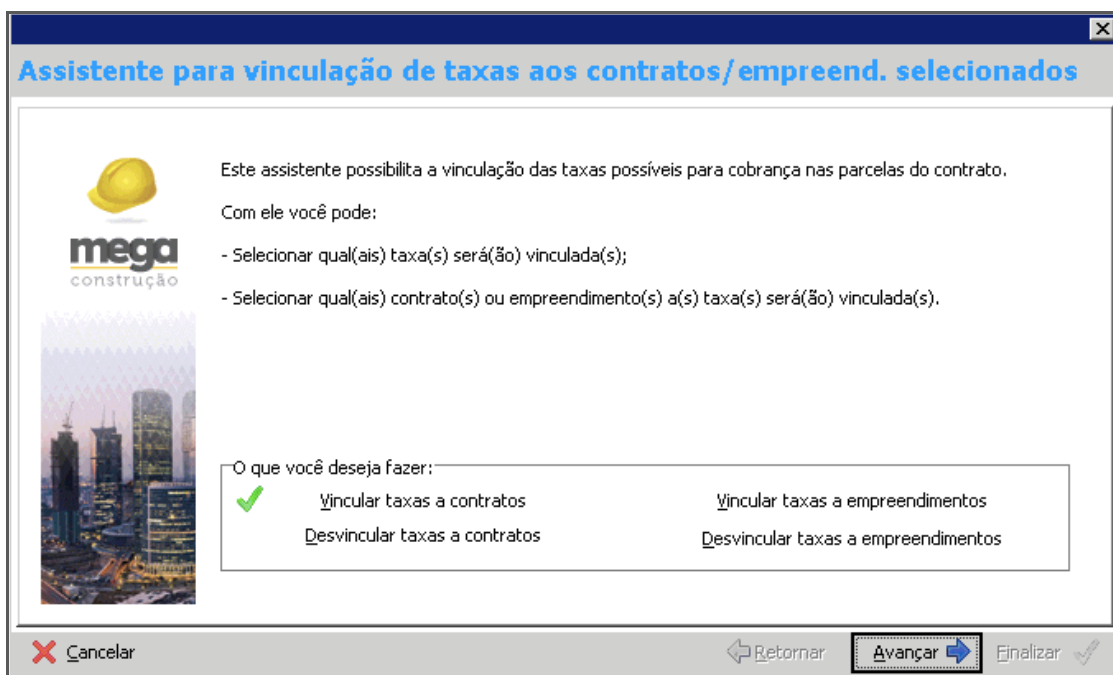 Assistente para vinculação de taxas aos contratos/empreend. selecionados
Este assistente possibilita a vinculação das taxas possíveis para cobrança nas parcelas do contrato.
Com ele você pode:
- Selecionar qual(ais) taxa(s) será(ão) vinculada(s);
- Selecionar qual(ais) contrato(s) ou empreendimento(s) a(s) taxa(s) será(ão) vinculada(s).
mega
construção
O que você deseja fazer:
Vincular taxas a contratos
Vincular taxas a empreendimentos
Desvincular taxas a contratos
Desvincular taxas a empreendimentos
Cancelar
Retornar
Avançar
Finalizar